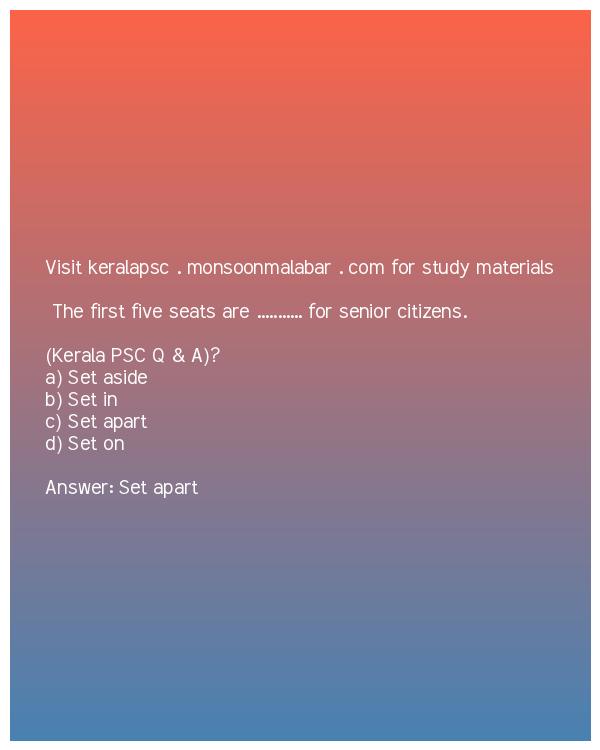 Visit keralapsc . monsoonmalabar . com for study materials
The first five seats are ........... for senior citizens.
(Kerala PSC Q & A)?
a) Set aside
b) Set in
c) Set apart
d) Set on
Answer: Set apart